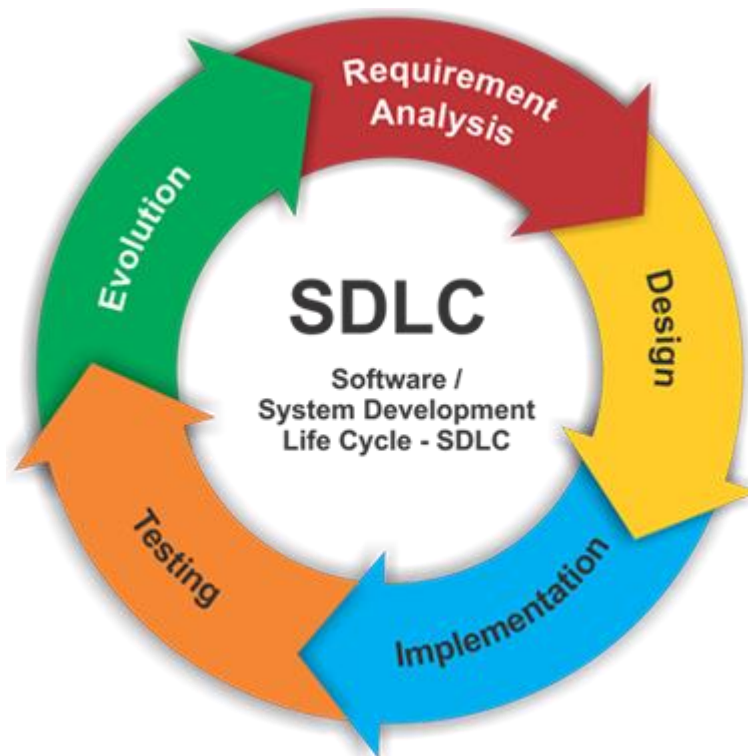 Requirement
Analysis
Design
Implementation
Testing
Evolution
SDLC
Software /
System Development
Life Cycle - SDLC